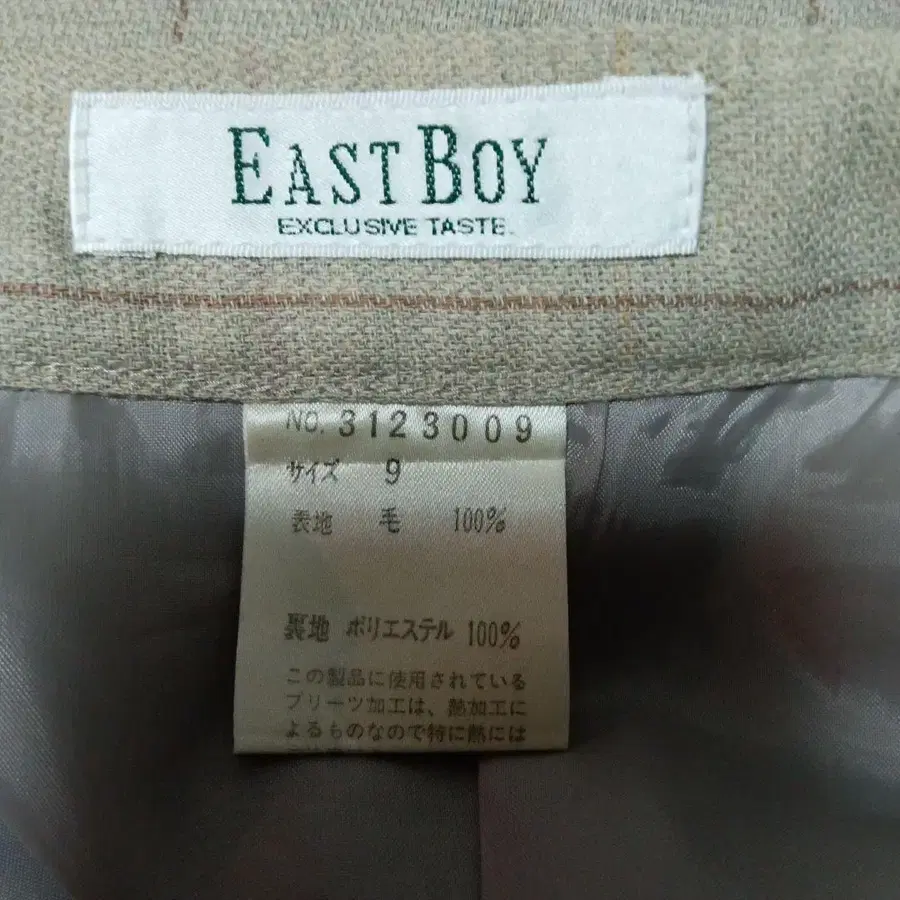 EAST BOY
EXCLUSIVE TASTE.
No. 3123009
サイズ 9
表地 毛 100%
裏地 ポリエステル 100%
この製品に使用されている
プリーツ加工は、熱加工に
よるものなので特に熱には